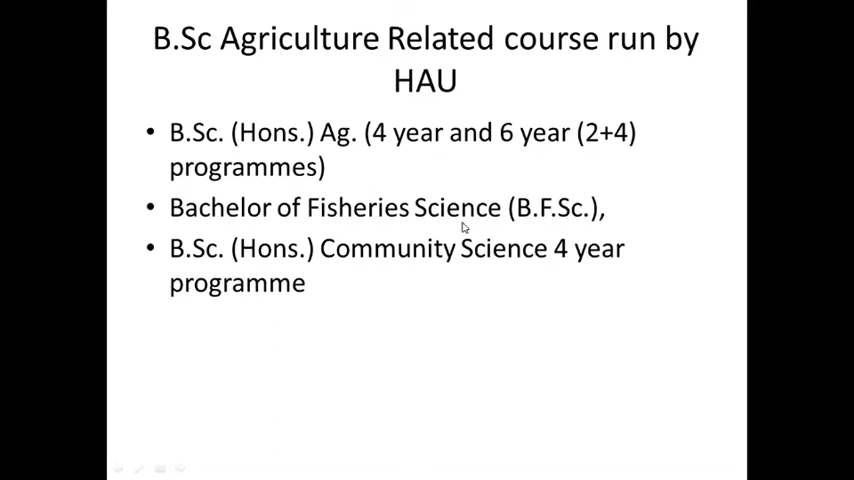 B.Sc Agriculture Related course run by
HAU
• B.Sc. (Hons.) Ag. (4 year and 6 year (2+4)
programmes)
• Bachelor of Fisheries Science (B.F.Sc.),
• B.Sc. (Hons.) Community Science 4 year
programme